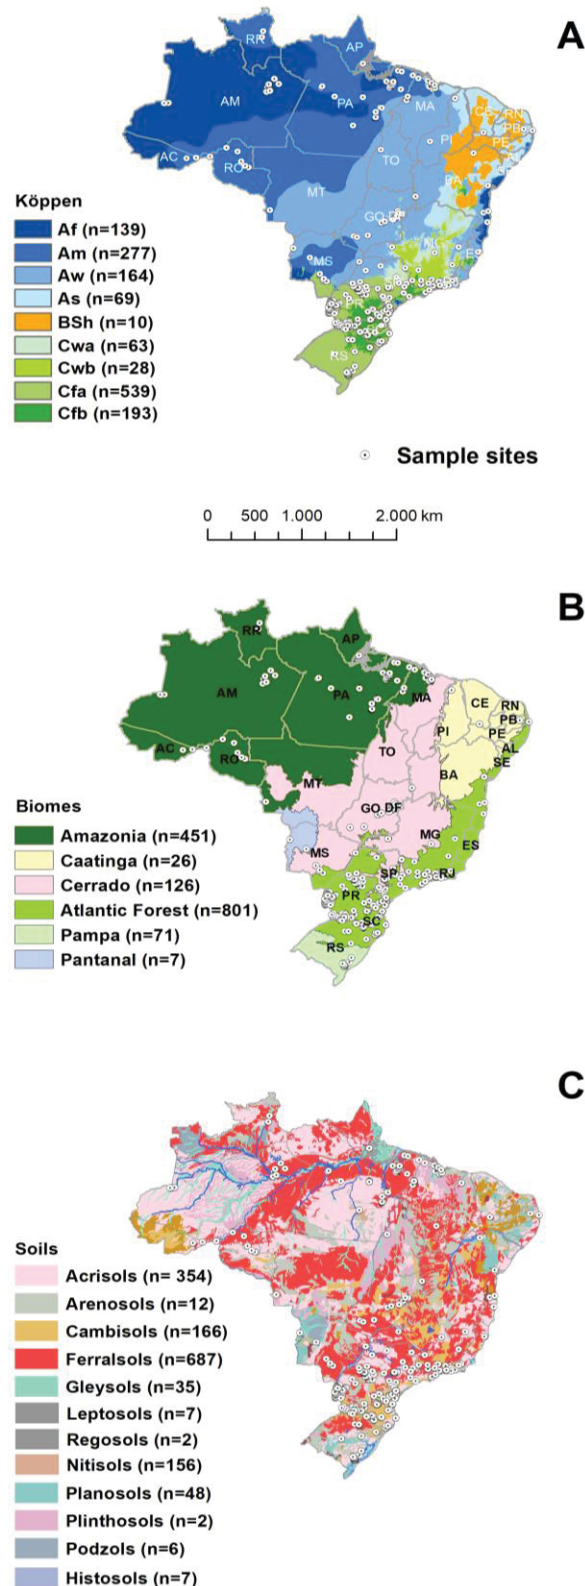 A
RR
AP
AM
PA
MA
CE
RN
PB
PI
PE
AC
RO
TO
BA
MT
GO DF
MG
ES
MS
PR
RS
Köppen
Af (n=139)
Am (n=277)
Aw (n=164)
As (n=69)
BSh (n=10)
Cwa (n=63)
Cwb (n=28)
Cfa (n=539)
Cfb (n=193)
Sample sites
0 500 1.000 2.000 km
B
RR
AP
AM
PA
MA
CE
RN
PB
PI
PE
AL
SE
AC
RO
TO
BA
MT
GO DF
MG
ES
MS
SP
RJ
PR
SC
RS
Biomes
Amazonia (n=451)
Caatinga (n=26)
Cerrado (n=126)
Atlantic Forest (n=801)
Pampa (n=71)
Pantanal (n=7)
C
Soils
Acrisols (n= 354)
Arenosols (n=12)
Cambisols (n=166)
Ferralsols (n=687)
Gleysols (n=35)
Leptosols (n=7)
Regosols (n=2)
Nitisols (n=156)
Planosols (n=48)
Plinthosols (n=2)
Podzols (n=6)
Histosols (n=7)